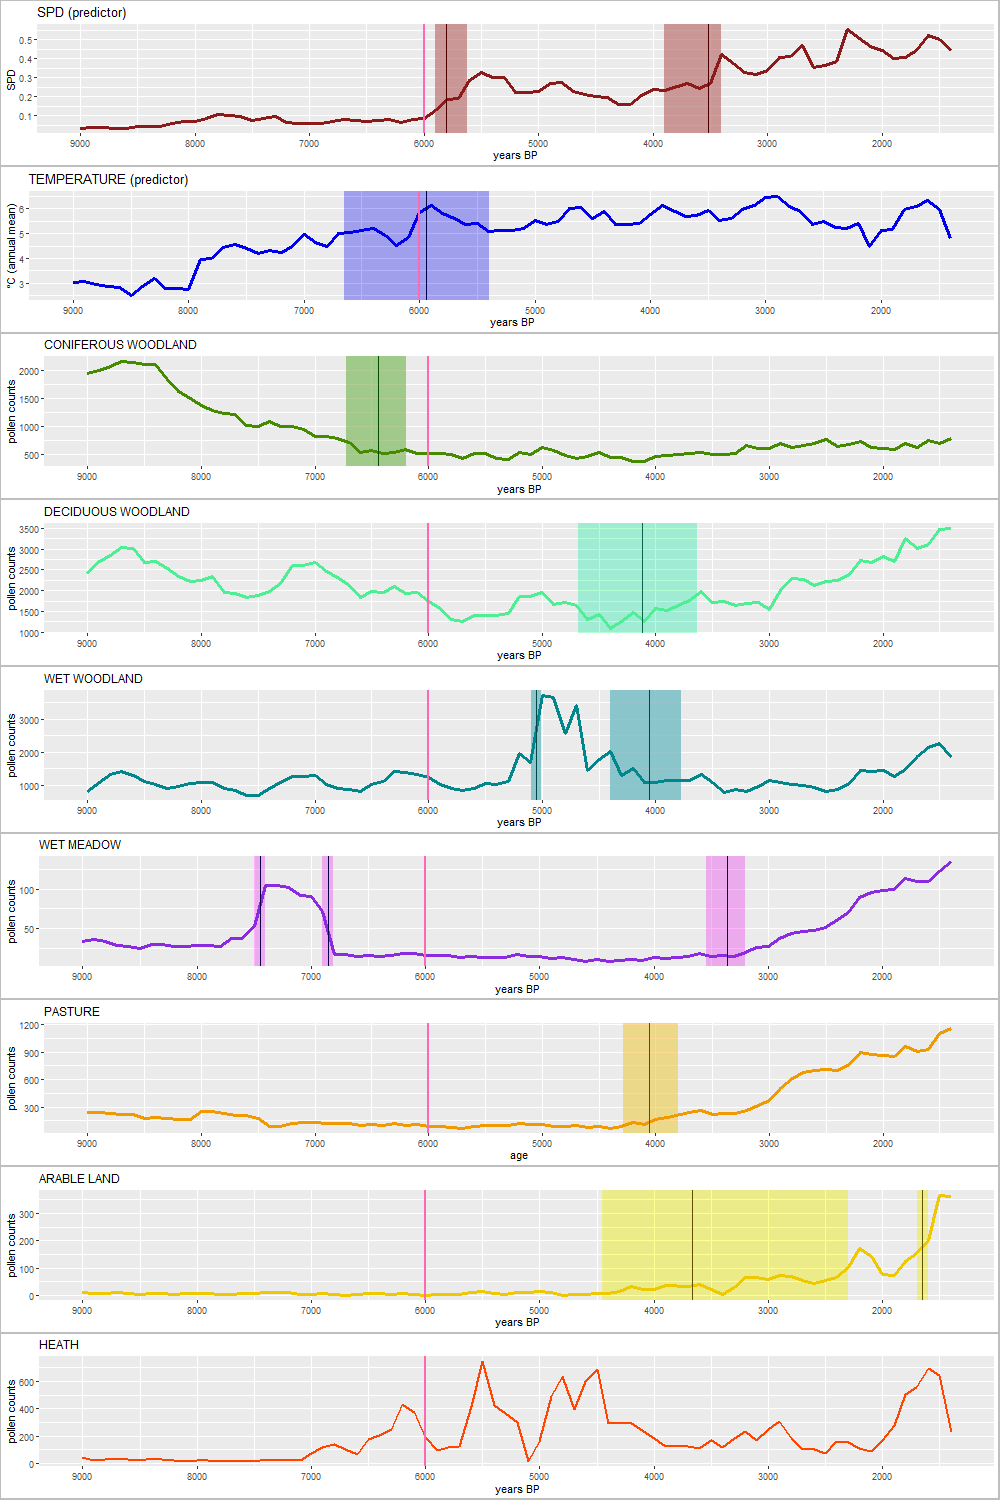 SPD (predictor)
SPD
0.5
0.4
0.3
0.2
0.1
9000 8000 7000 6000 5000 4000 3000 2000
years BP
TEMPERATURE (predictor)
°C (annual mean)
6
5
4
3
9000 8000 7000 6000 5000 4000 3000 2000
years BP
CONIFEROUS WOODLAND
pollen counts
2000
1500
1000
500
9000 8000 7000 6000 5000 4000 3000 2000
years BP
DECIDUOUS WOODLAND
pollen counts
3500
3000
2500
2000
1500
1000
9000 8000 7000 6000 5000 4000 3000 2000
years BP
WET WOODLAND
pollen counts
3000
2000
1000
9000 8000 7000 6000 5000 4000 3000 2000
years BP
WET MEADOW
pollen counts
100
50
9000 8000 7000 6000 5000 4000 3000 2000
years BP
PASTURE
pollen counts
1200
900
600
300
9000 8000 7000 6000 5000 4000 3000 2000
age
ARABLE LAND
pollen counts
300
200
100
0
9000 8000 7000 6000 5000 4000 3000 2000
years BP
HEATH
pollen counts
600
400
200
0
9000 8000 7000 6000 5000 4000 3000 2000
years BP